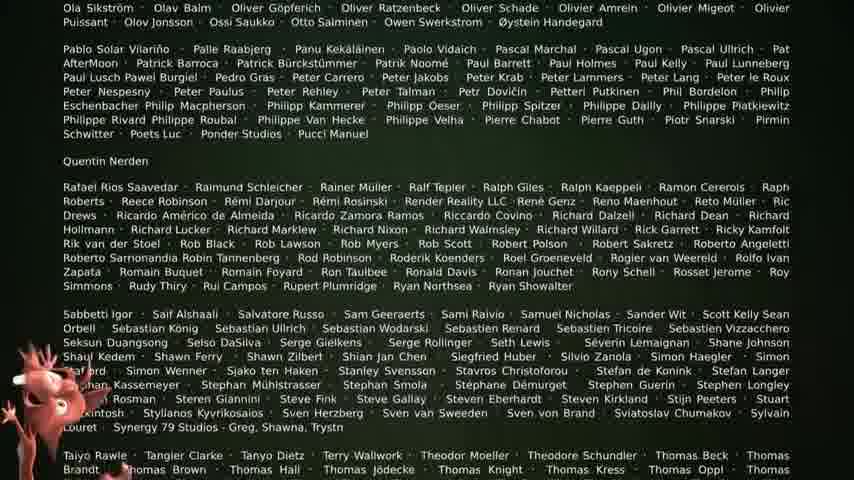 Ola Sikström · Olav Balm · Oliver Göpferich · Oliver Ratzenbeck · Oliver Schade · Olivier Amrein · Olivier Migeot · Olivier
Puissant · Olov Jonsson · Ossi Saukko · Otto Salminen · Owen Swerkstrom · Øystein Handegard
Pablo Solar Vilariño · Palle Raabjerg · Panu Kekäläinen · Paolo Vidaich · Pascal Marchal · Pascal Ugon · Pascal Ullrich · Pat
AfterMoon · Patrick Barroca · Patrick Bürckstümmer · Patrik Noomé · Paul Barrett · Paul Holmes · Paul Kelly · Paul Lunneberg
Paul Lusch Pawel Burgiel · Pedro Gras · Peter Carrero · Peter Jakobs · Peter Krab · Peter Lammers · Peter Lang · Peter le Roux
Peter Nespesny · Peter Paulus · Peter Rehley · Peter Talman · Petr Dovičin · Petteri Putkinen · Phil Bordelon · Philip
Eschenbacher Philip Macpherson · Philipp Kammerer · Philipp Oeser · Philipp Spitzer · Philippe Dailly · Philippe Piatkiewitz
Philippe Rivard Philippe Roubal · Philippe Van Hecke · Philippe Velha · Pierre Chabot · Pierre Guth · Piotr Snarski · Pirmin
Schwitter · Poets Luc · Ponder Studios · Pucci Manuel
Quentin Nerden
Rafael Rios Saavedar · Raimund Schleicher · Rainer Müller · Ralf Tepler · Ralph Giles · Ralph Kaeppeli · Ramon Cererols · Raph
Roberts · Reece Robinson · Rémi Darjour · Rémi Rosinski · Render Reality LLC · René Genz · Reno Maenhout · Reto Müller · Ric
Drews · Ricardo Américo de Almeida · Ricardo Zamora Ramos · Riccardo Covino · Richard Dalzell · Richard Dean · Richard
Hollmann · Richard Lucker · Richard Marklew · Richard Nixon · Richard Walmsley · Richard Willard · Rick Garrett · Ricky Kamfolt
Rik van der Stoel · Rob Black · Rob Lawson · Rob Myers · Rob Scott · Robert Polson · Robert Sakretz · Roberto Angeletti
Roberto Sarnonandia Robin Tannenberg · Rod Robinson · Roderik Koenders · Roel Groeneveld · Rogier van Weereld · Rolfo Ivan
Zapata · Romain Buquet · Romain Foyard · Ron Taulbee · Ronald Davis · Ronan Jouchet · Rony Schell · Rosset Jerome · Roy
Simmons · Rudy Thiry · Rui Campos · Rupert Plumridge · Ryan Northsea · Ryan Showalter
Sabbetti Igor · Saif Alshaali · Salvatore Russo · Sam Geeraerts · Sami Raivio · Samuel Nicholas · Sander Wit · Scott Kelly Sean
Orbell · Sebastian König · Sebastian Ullrich · Sebastian Wodarski · Sebastien Renard · Sebastien Tricoire · Sebastien Vizzacchero
Seksun Duangsong · Selso DaSilva · Serge Gielkens · Serge Rollinger · Seth Lewis · Séverin Lemaignan · Shane Johnson
Shaul Kedem · Shawn Ferry · Shawn Zilbert · Shian Jan Chen · Siegfried Huber · Silvio Zanola · Simon Haegler · Simon
Simon Wenner · Sjako ten Haken · Stanley Svensson · Stavros Christoforou · Stefan de Konink · Stefan Langer
Kassemeyer · Stephan Mühlstrasser · Stephan Smola · Stéphane Démurget · Stephen Guerin · Stephen Longley
Rosman · Steren Giannini · Steve Fink · Steve Gallay · Steven Eberhardt · Steven Kirkland · Stijn Peeters · Stuart
Stylianos Kyvrikosaios · Sven Herzberg · Sven van Sweeden · Sven von Brand · Sviatoslav Chumakov · Sylvain
Synergy 79 Studios - Greg, Shawna, Trystn
Taiyo Rawle · Tangier Clarke · Tanyo Dietz · Terry Wallwork · Theodor Moeller · Theodore Schundler · Thomas Beck · Thomas
Brandt · Thomas Brown · Thomas Hall · Thomas Jödecke · Thomas Knight · Thomas Kress · Thomas Oppl · Thomas